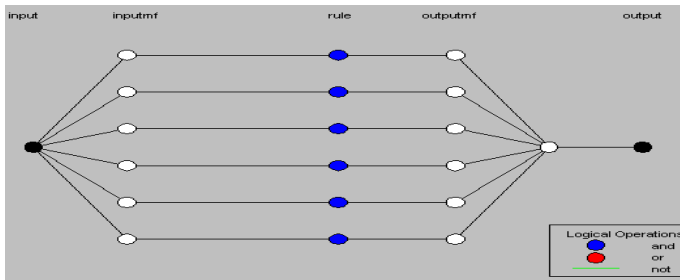 input inputmf rule outputmf output
Logical Operations
and
or
not